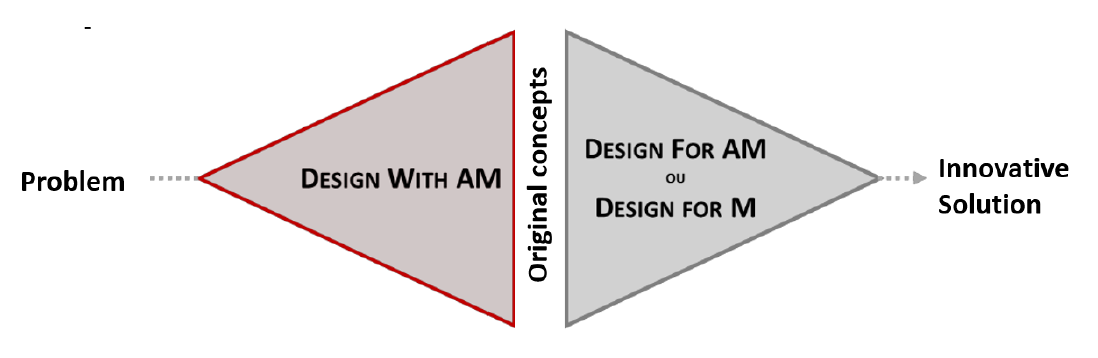 -
Problem
DESIGN WITH AM
Original concepts
DESIGN FOR AM
OU
DESIGN FOR M
Innovative
Solution